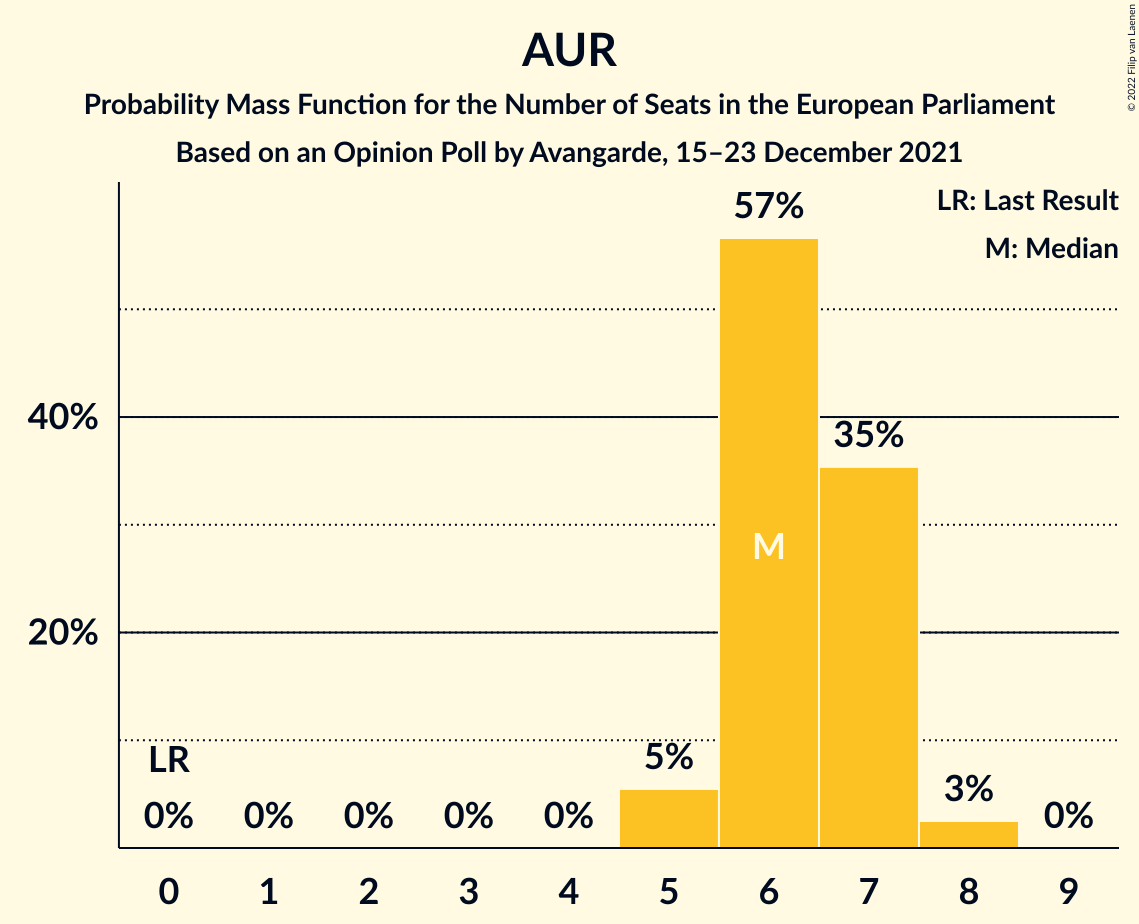 AUR
Probability Mass Function for the Number of Seats in the European Parliament
Based on an Opinion Poll by Avangarde, 15–23 December 2021
© 2022 Filip van Laenen
LR: Last Result
M: Median
57%
40%
35%
M
20%
LR
5%
3%
0% 0% 0% 0% 0% 0%
0 1 2 3 4 5 6 7 8 9